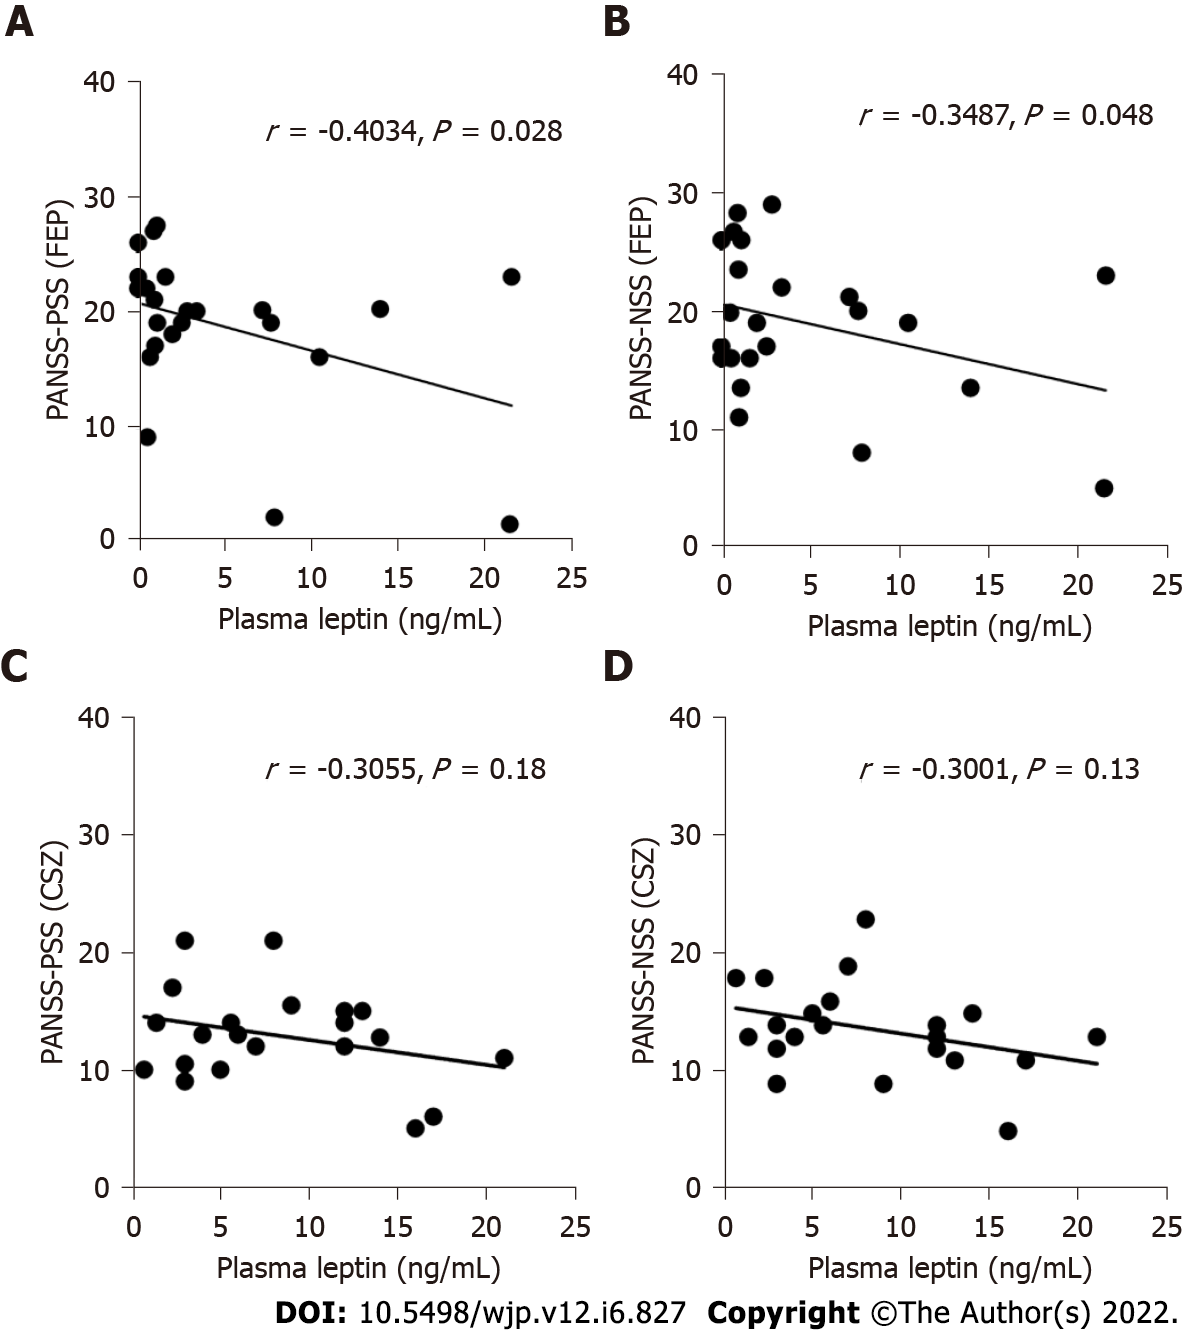 A
B
r = -0.4034, P = 0.028
r = -0.3487, P = 0.048
PANSS-PSS (FEP)
40
30
20
10
0
0 5 10 15 20 25
Plasma leptin (ng/mL)
PANSS-NSS (FEP)
40
30
20
10
0
0 5 10 15 20 25
Plasma leptin (ng/mL)
C
D
r = -0.3055, P = 0.18
r = -0.3001, P = 0.13
PANSS-PSS (CSZ)
40
30
20
10
0
0 5 10 15 20 25
Plasma leptin (ng/mL)
PANSS-NSS (CSZ)
40
30
20
10
0
0 5 10 15 20 25
Plasma leptin (ng/mL)
DOI: 10.5498/wjp.v12.i6.827 Copyright ©The Author(s) 2022.